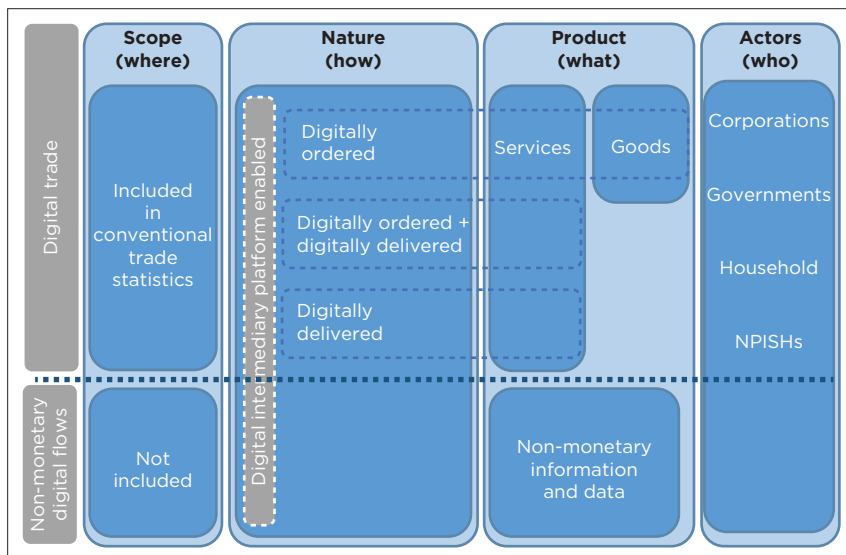 Scope
(where)
Nature
(how)
Product
(what)
Actors
(who)
Digital trade
Included
in
conventional
trade
statistics
Digital intermediary platform enabled
Digitally
ordered
Digitally ordered +
digitally delivered
Digitally
delivered
Services
Goods
Corporations
Governments
Household
NPISHs
Non-monetary
digital flows
Not
included
Non-monetary
information
and data